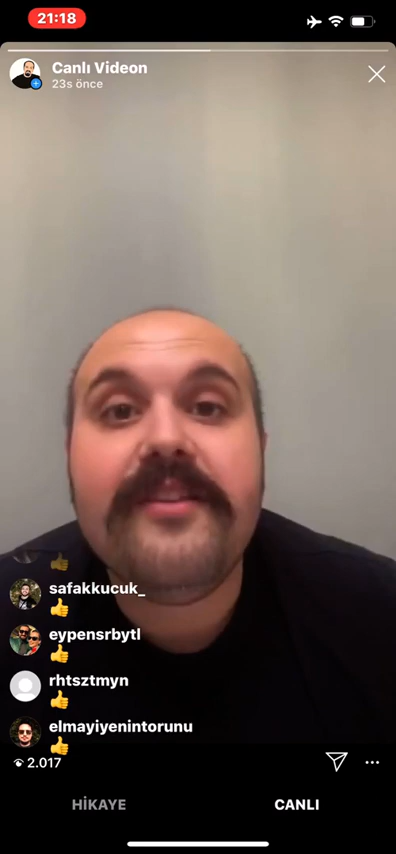 21:18
Canlı Videon
23s önce
safakkucuk_
👍
eypensrbytl
👍
rhtsztmyn
👍
elmayiyenintorunu
👍
2.017
HİKAYE
CANLI